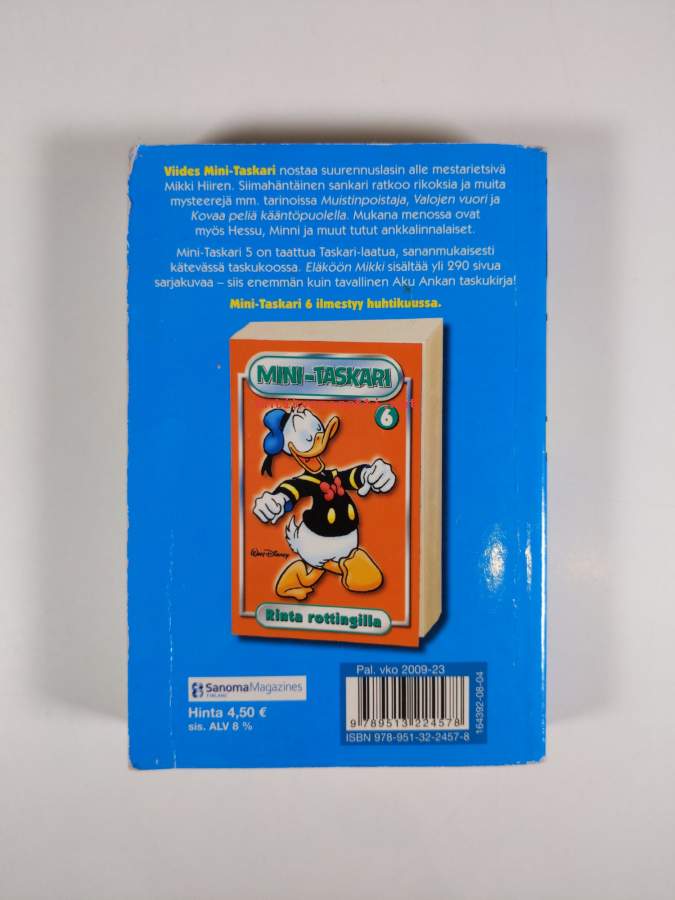 Viides Mini-Taskari nostaa suurennuslasin alle mestarietsivä
Mikki Hiiren. Siimahäntäinen sankari ratkoo rikoksia ja muita
mysteerejä mm. tarinoissa Muistinpoistaja, Valojen vuori ja
Kovaa peliä kääntöpuolella. Mukana menossa ovat
myös Hessu, Minni ja muut tutut ankkalinnalaiset.
Mini-Taskari 5 on taattua Taskari-laatua, sananmukaisesti
kätevässä taskukoossa. Eläköön Mikki sisältää yli 290 sivua
sarjakuvaa – siis enemmän kuin tavallinen Aku Ankan taskukirja!
Mini-Taskari 6 ilmestyy huhtikuussa.
MINI-TASKARI
6
Walt Disney
Rinta rottingilla
Pal. vko 2009-23
SanomaMagazines
FINLAND
Hinta 4,50 €
sis. ALV 8 %
9 789513 224578
ISBN 978-951-32-2457-8
164392-08-04